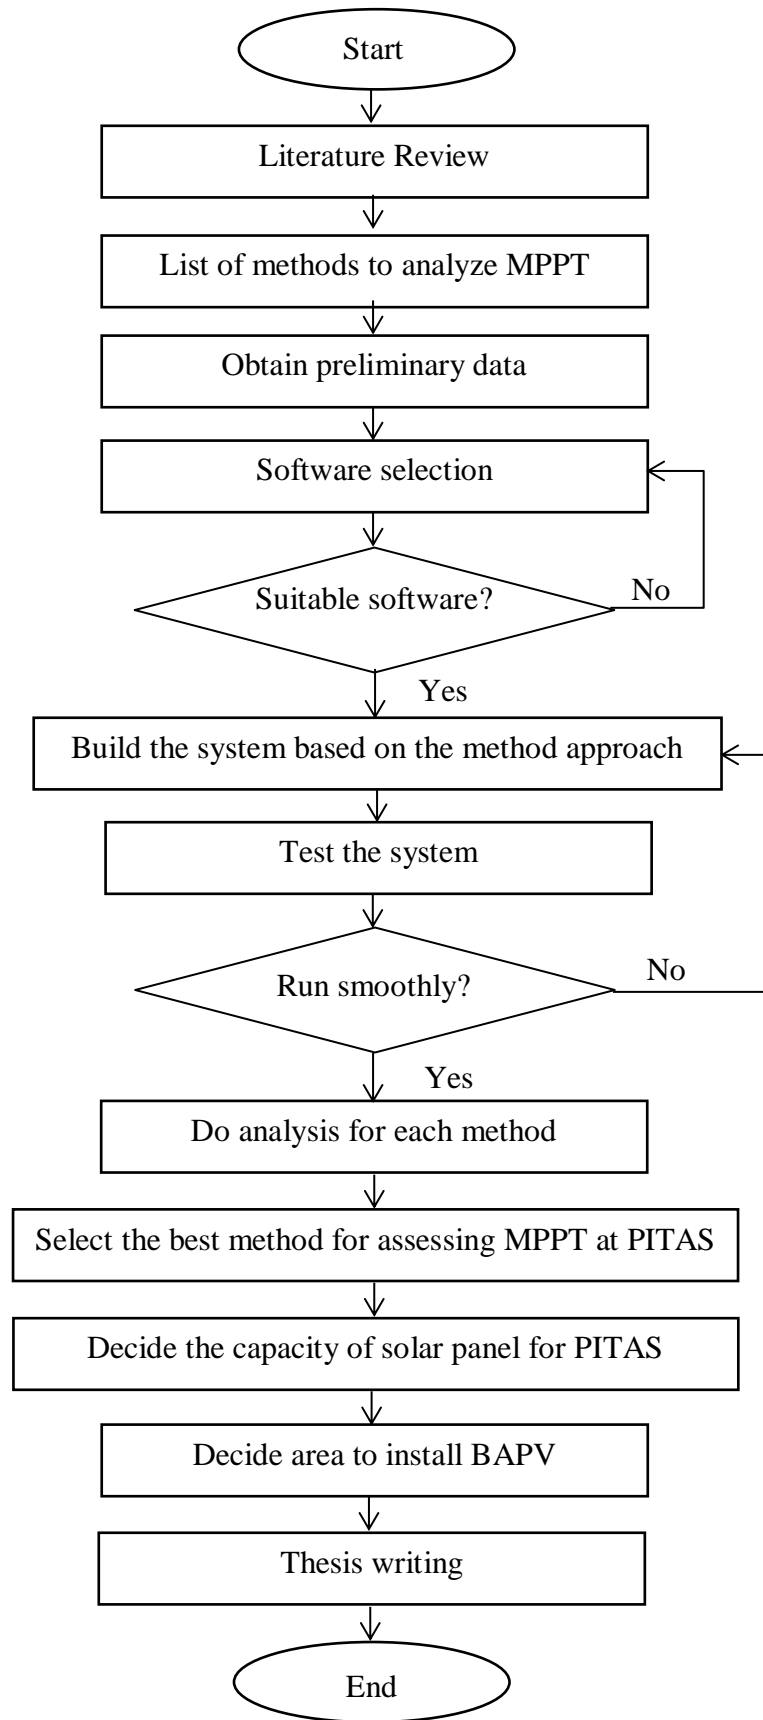 Start
Literature Review
List of methods to analyze MPPT
Obtain preliminary data
Software selection
Suitable software?
No
Yes
Build the system based on the method approach
Test the system
Run smoothly?
No
Yes
Do analysis for each method
Select the best method for assessing MPPT at PITAS
Decide the capacity of solar panel for PITAS
Decide area to install BAPV
Thesis writing
End